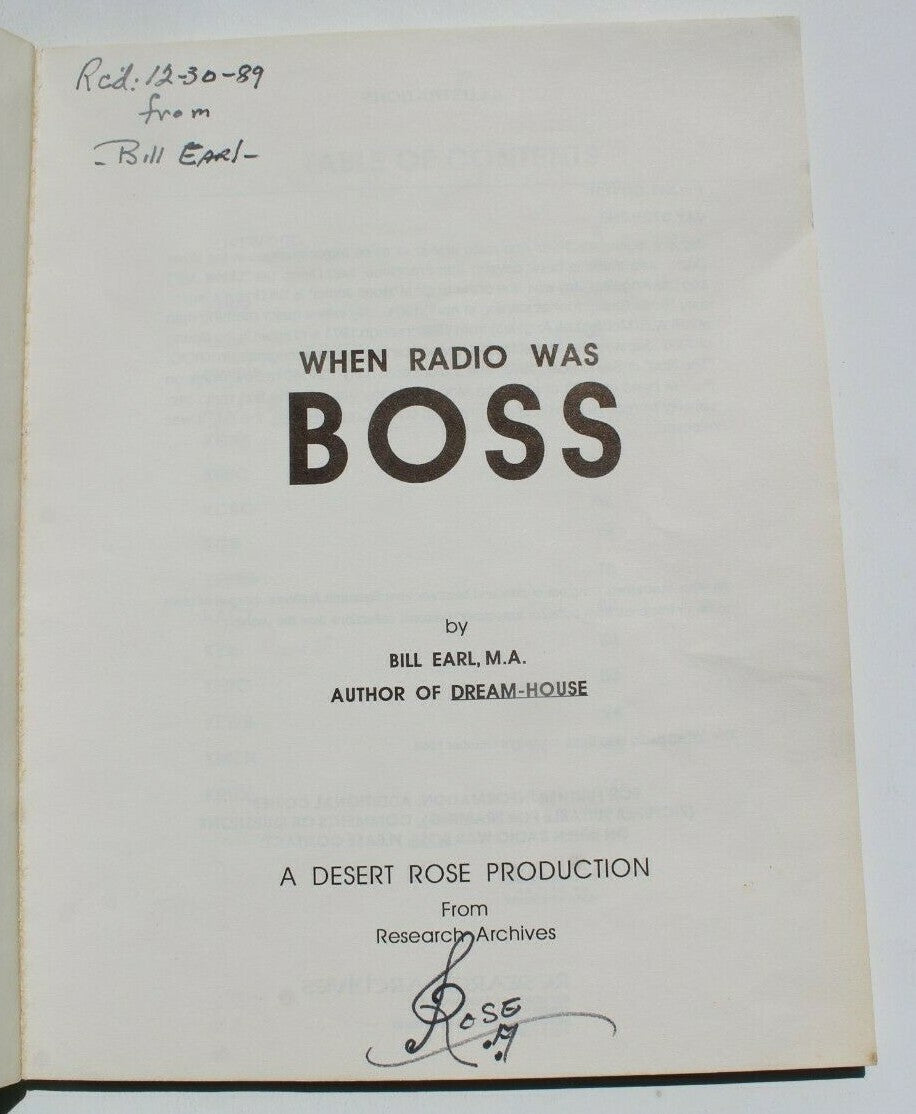 Rcd: 12-30-89
from
- Bill Earl -
WHEN RADIO WAS
BOSS
by
BILL EARL, M.A.
AUTHOR OF DREAM-HOUSE
A DESERT ROSE PRODUCTION
From
Research Archives
Rose